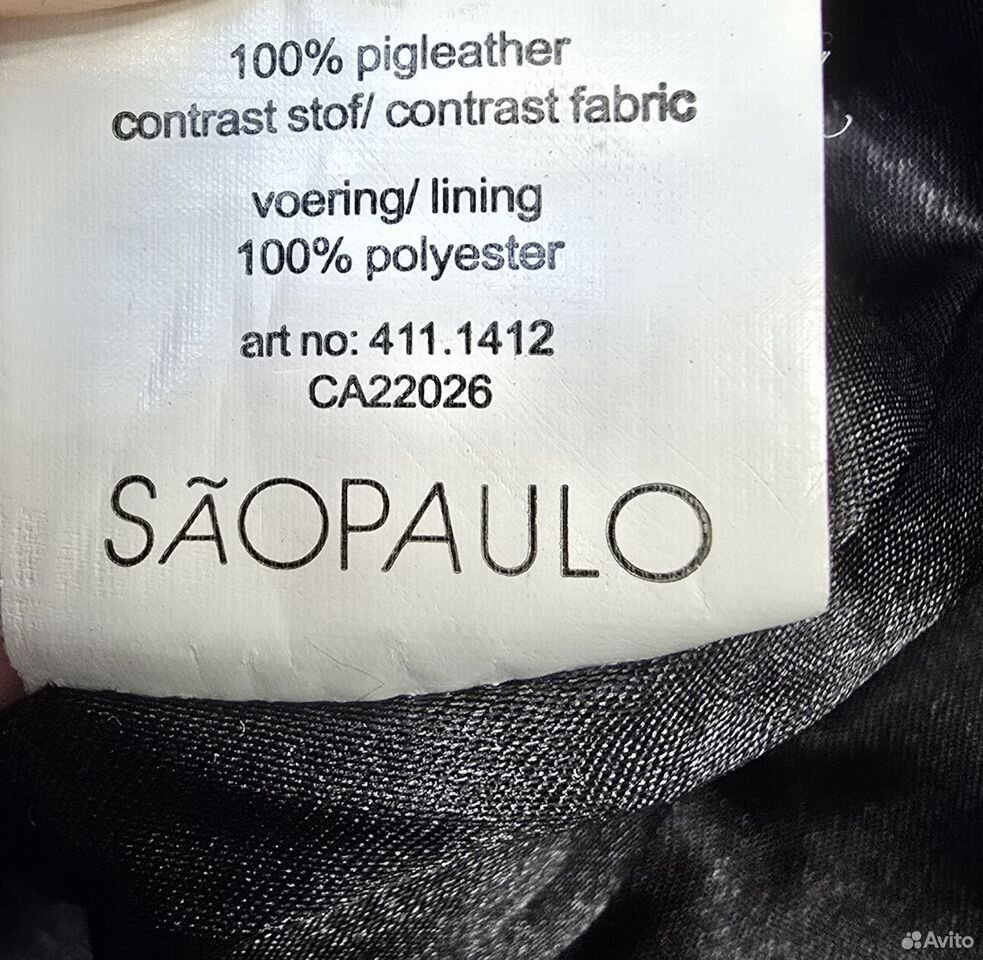 100% pigleather
contrast stof/ contrast fabric
voering/ lining
100% polyester
art no: 411.1412
CA22026
SÃOPAULO
Avito